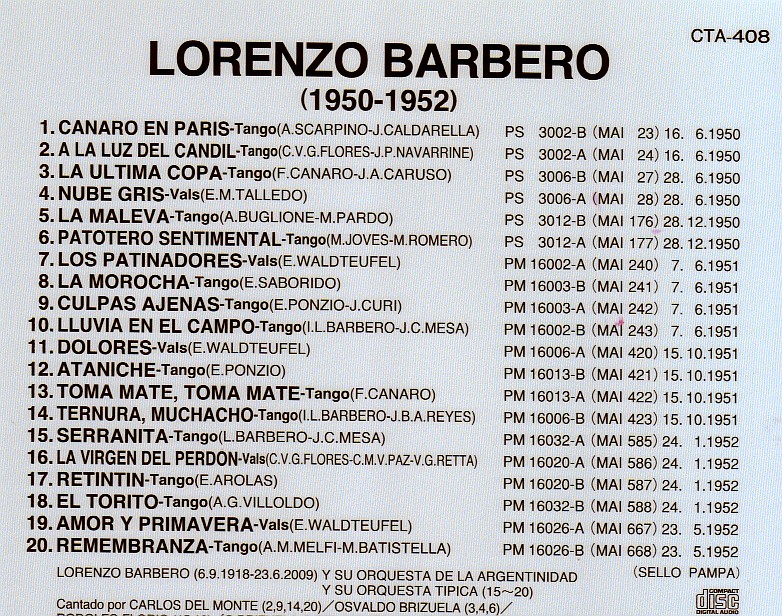 CTA-408
LORENZO BARBERO
(1950-1952)
1. CANARO EN PARIS-Tango(A.SCARPINO-J.CALDARELLA) PS 3002-B (MAI 23) 16. 6.1950
2. A LA LUZ DEL CANDIL-Tango(C.V.G.FLORES-J.P.NAVARRINE) PS 3002-A (MAI 24) 16. 6.1950
3. LA ULTIMA COPA-Tango(F.CANARO-J.A.CARUSO) PS 3006-B (MAI 27) 28. 6.1950
4. NUBE GRIS-Vals(E.M.TALLEDO) PS 3006-A (MAI 28) 28. 6.1950
5. LA MALEVA-Tango(A.BUGLIONE-M.PARDO) PS 3012-B (MAI 176) 28.12.1950
6. PATOTERO SENTIMENTAL-Tango(M.JOVES-M.ROMERO) PS 3012-A (MAI 177) 28.12.1950
7. LOS PATINADORES-Vals(E.WALDTEUFEL) PM 16002-A (MAI 240) 7. 6.1951
8. LA MOROCHA-Tango(E.SABORIDO) PM 16003-B (MAI 241) 7. 6.1951
9. CULPAS AJENAS-Tango(E.PONZIO-J.CURI) PM 16003-A (MAI 242) 7. 6.1951
10. LLUVIA EN EL CAMPO-Tango(I.L.BARBERO-J.C.MESA) PM 16002-B (MAI 243) 7. 6.1951
11. DOLORES-Vals(E.WALDTEUFEL) PM 16006-A (MAI 420) 15.10.1951
12. ATANICHE-Tango(E.PONZIO) PM 16013-B (MAI 421) 15.10.1951
13. TOMA MATE, TOMA MATE-Tango(F.CANARO) PM 16013-A (MAI 422) 15.10.1951
14. TERNURA, MUCHACHO-Tango(I.L.BARBERO-J.B.A.REYES) PM 16006-B (MAI 423) 15.10.1951
15. SERRANITA-Tango(L.BARBERO-J.C.MESA) PM 16032-A (MAI 585) 24. 1.1952
16. LA VIRGEN DEL PERDON-Vals(C.V.G.FLORES-C.M.V.PAZ-V.G.RETTA) PM 16020-A (MAI 586) 24. 1.1952
17. RETINTIN-Tango(E.AROLAS) PM 16020-B (MAI 587) 24. 1.1952
18. EL TORITO-Tango(A.G.VILLOLDO) PM 16032-B (MAI 588) 24. 1.1952
19. AMOR Y PRIMAVERA-Vals(E.WALDTEUFEL) PM 16026-A (MAI 667) 23. 5.1952
20. REMEMBRANZA-Tango(A.M.MELFI-M.BATISTELLA) PM 16026-B (MAI 668) 23. 5.1952
LORENZO BARBERO (6.9.1918-23.6.2009) Y SU ORQUESTA DE LA ARGENTINIDAD (SELLO PAMPA)
Y SU ORQUESTA TIPICA (15～20)
Cantado por CARLOS DEL MONTE (2,9,14,20)／OSVALDO BRIZUELA (3,4,6)／
COMPACT
disc
DIGITAL AUDIO